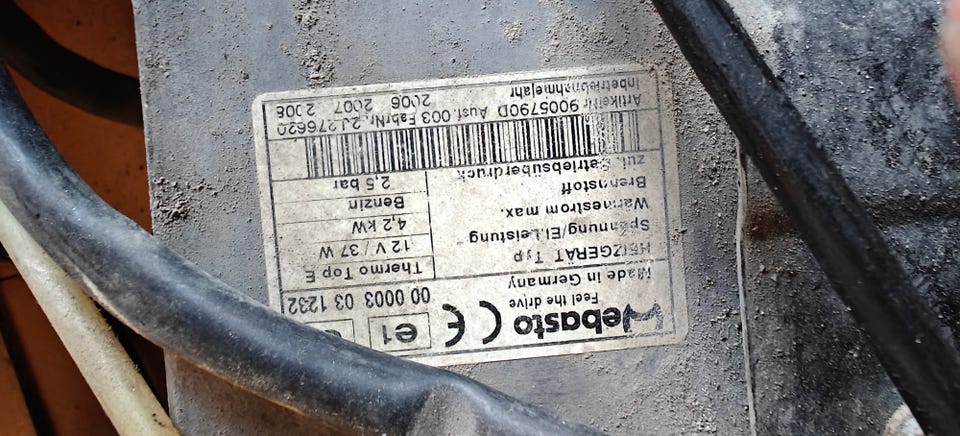 Webasto
Feel the drive
Made in Germany
e1
00 0003 03 1232
HEIZGERÄT Typ Thermo Top E
Spannung/El.Leistung 12 V / 37 W
Wärmestrom max. 4,2 kW
Brennstoff Benzin
zul. Betriebsüberdruck 2,5 bar
ArtikelNr 9005790D Ausf. 003 FabrNr. 2J276620
Inbetriebnahmejahr 2006 2007 2008